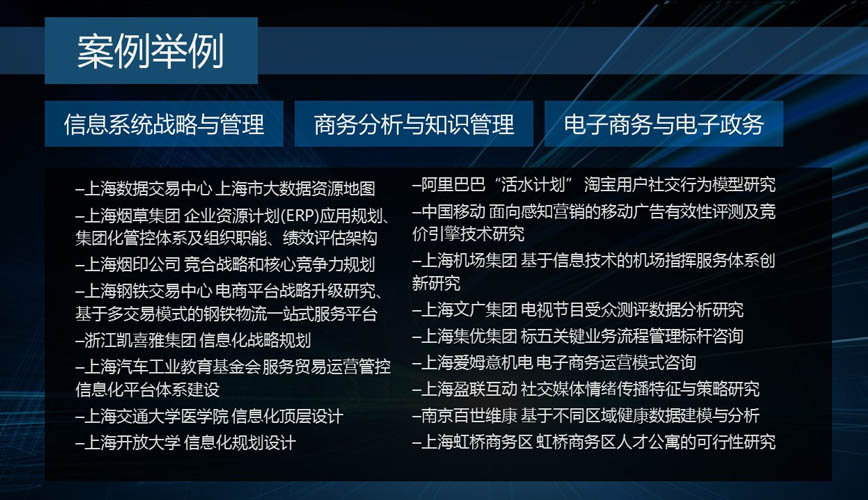 案例举例
信息系统战略与管理
商务分析与知识管理
电子商务与电子政务
–上海数据交易中心 上海市大数据资源地图
–上海烟草集团 企业资源计划(ERP)应用规划、
集团化管控体系及组织职能、绩效评估架构
–上海烟印公司 竞合战略和核心竞争力规划
–上海钢铁交易中心 电商平台战略升级研究、
基于多交易模式的钢铁物流一站式服务平台
–浙江凯喜雅集团 信息化战略规划
–上海汽车工业教育基金会 服务贸易运营管控
信息化平台体系建设
–上海交通大学医学院 信息化顶层设计
–上海开放大学 信息化规划设计
–阿里巴巴“活水计划” 淘宝用户社交行为模型研究
–中国移动 面向感知营销的移动广告有效性评测及竞
价引擎技术研究
–上海机场集团 基于信息技术的机场指挥服务体系创
新研究
–上海文广集团 电视节目受众测评数据分析研究
–上海集优集团 标五关键业务流程管理标杆咨询
–上海爱姆意机电 电子商务运营模式咨询
–上海盈联互动 社交媒体情绪传播特征与策略研究
–南京百世维康 基于不同区域健康数据建模与分析
–上海虹桥商务区 虹桥商务区人才公寓的可行性研究